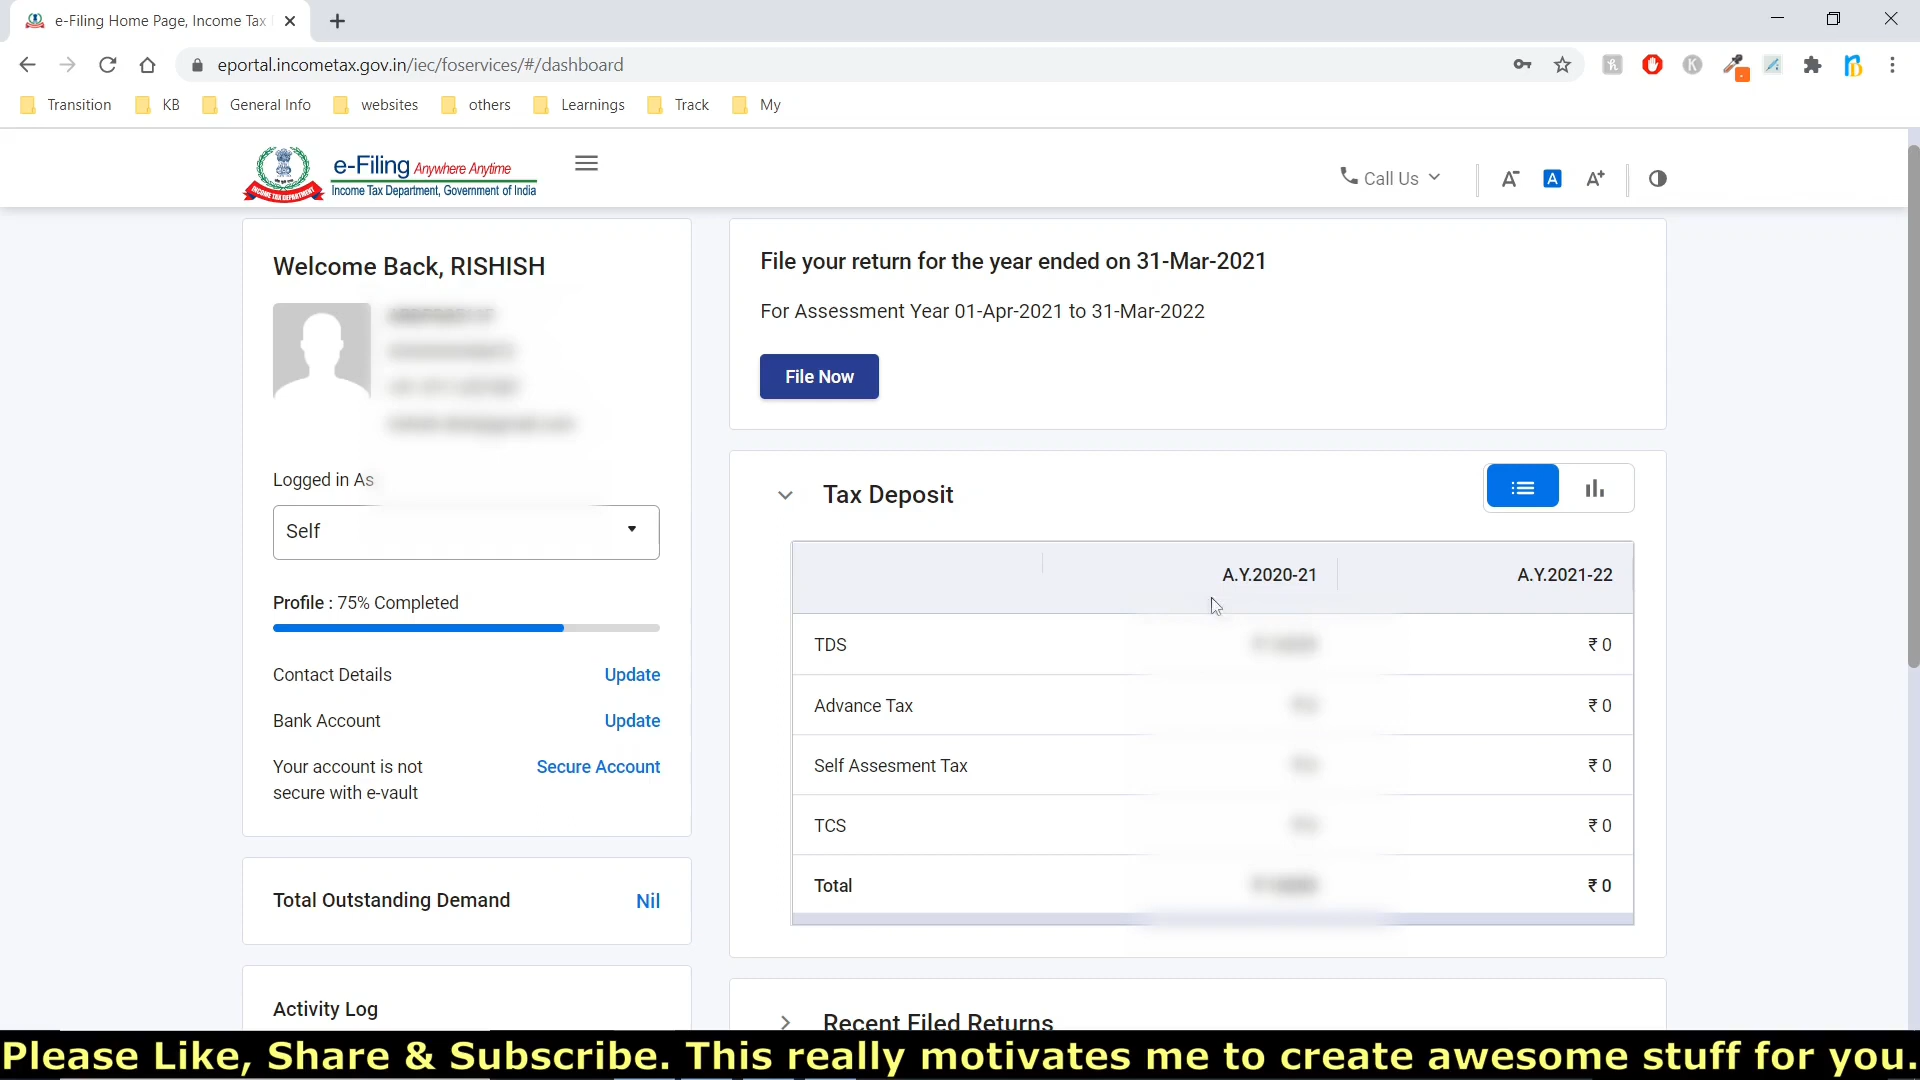 e-Filing Home Page, Income Tax
eportal.incometax.gov.in/iec/foservices/#/dashboard
Transition KB General Info websites others Learnings Track My
e-Filing Anywhere Anytime
Income Tax Department, Government of India
INCOME TAX DEPARTMENT
Call Us A- A A+
Welcome Back, RISHISH
Logged in As
Self
Profile : 75% Completed
Contact Details Update
Bank Account Update
Your account is not Secure Account
secure with e-vault
Total Outstanding Demand Nil
Activity Log
File your return for the year ended on 31-Mar-2021
For Assessment Year 01-Apr-2021 to 31-Mar-2022
File Now
Tax Deposit
A.Y.2020-21 A.Y.2021-22
TDS ₹ 0
Advance Tax ₹ 0
Self Assesment Tax ₹ 0
TCS ₹ 0
Total ₹ 0
Recent Filed Returns
Please Like, Share & Subscribe. This really motivates me to create awesome stuff for you.